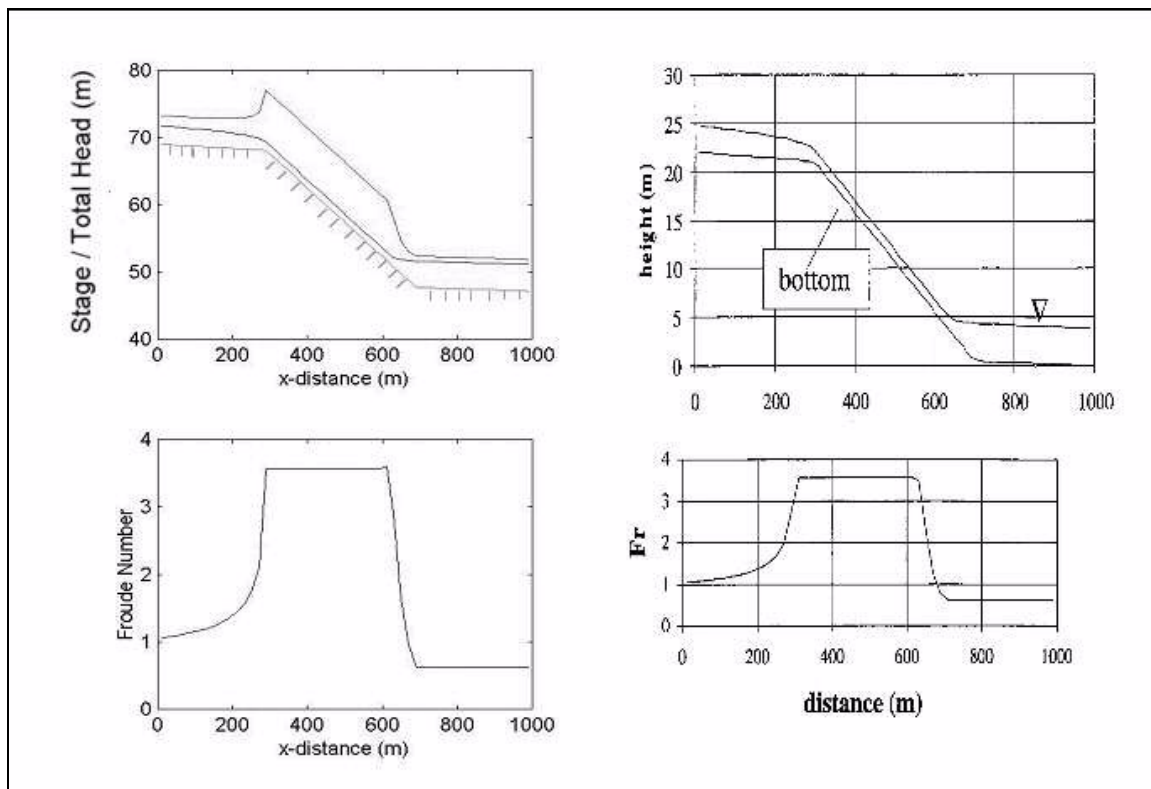 Stage / Total Head (m)
80
70
60
50
40
0 200 400 600 800 1000
x-distance (m)
height (m)
30
25
20
15
10
5
0
bottom
0 200 400 600 800 1000
Froude Number
4
3
2
1
0
0 200 400 600 800 1000
x-distance (m)
Fr
4
3
2
1
0
0 200 400 600 800 1000
distance (m)